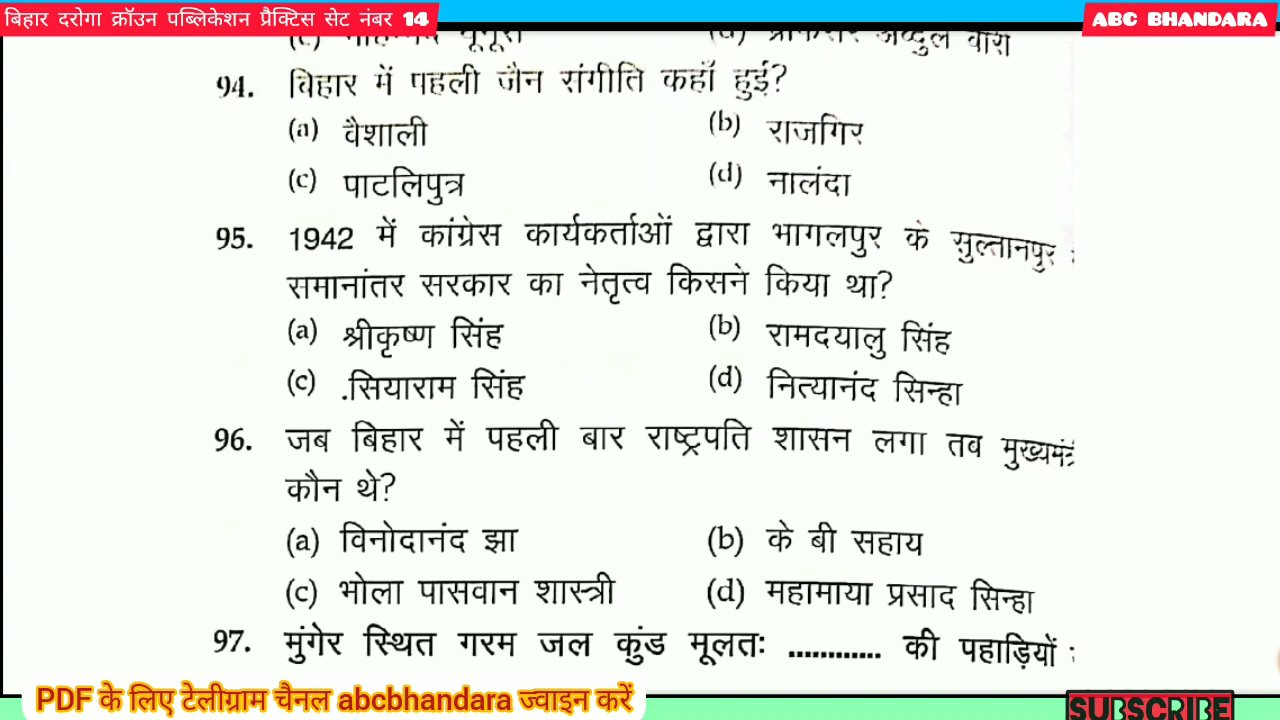 बिहार दरोगा क्रॉउन पब्लिकेशन प्रैक्टिस सेट नंबर 14
ABC BHANDARA
94. बिहार में पहली जैन संगीति कहाँ हुई?
(a) वैशाली (b) राजगिर
(c) पाटलिपुत्र (d) नालंदा
95. 1942 में कांग्रेस कार्यकर्ताओं द्वारा भागलपुर के सुल्तानपुर
समानांतर सरकार का नेतृत्व किसने किया था?
(a) श्रीकृष्ण सिंह (b) रामदयालु सिंह
(c) .सियाराम सिंह (d) नित्यानंद सिन्हा
96. जब बिहार में पहली बार राष्ट्रपति शासन लगा तब मुख्यमंत्री
कौन थे?
(a) विनोदानंद झा (b) के बी सहाय
(c) भोला पासवान शास्त्री (d) महामाया प्रसाद सिन्हा
97. मुंगेर स्थित गरम जल कुंड मूलतः ............ की पहाड़ियों
PDF के लिए टेलीग्राम चैनल abcbhandara ज्वाइन करें
SUBSCRIBE